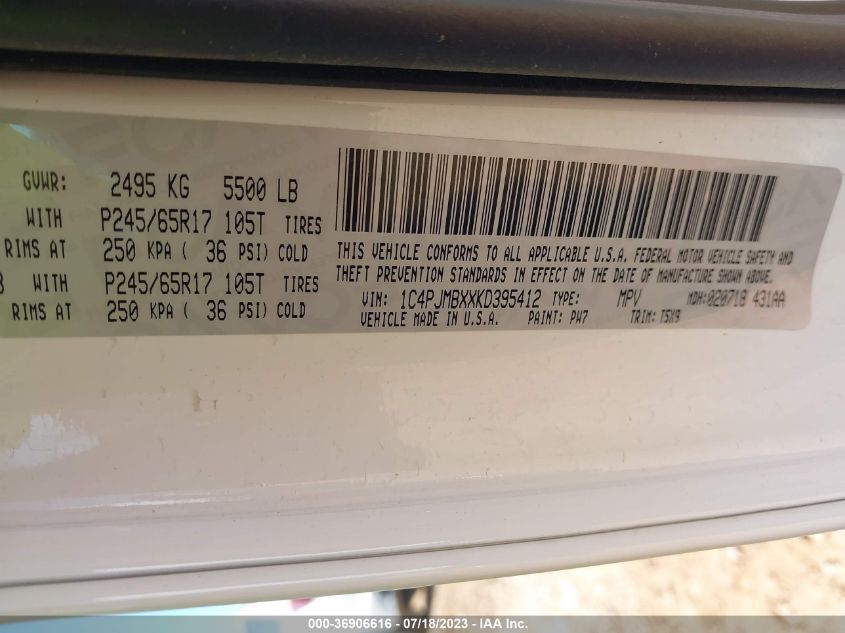 GVWR: 2495 KG 5500 LB
WITH P245/65R17 105T TIRES
RIMS AT 250 KPA ( 36 PSI) COLD
WITH P245/65R17 105T TIRES
RIMS AT 250 KPA ( 36 PSI) COLD
THIS VEHICLE CONFORMS TO ALL APPLICABLE U.S.A. FEDERAL MOTOR VEHICLE SAFETY AND
THEFT PREVENTION STANDARDS IN EFFECT ON THE DATE OF MANUFACTURE SHOWN ABOVE.
VIN: 1C4PJMBXXKD395412 TYPE: MPV MDH:020718 431AA
VEHICLE MADE IN U.S.A. PAINT: PW7 TRIM: T5X9
000-36906616 - 07/18/2023 - IAA Inc.